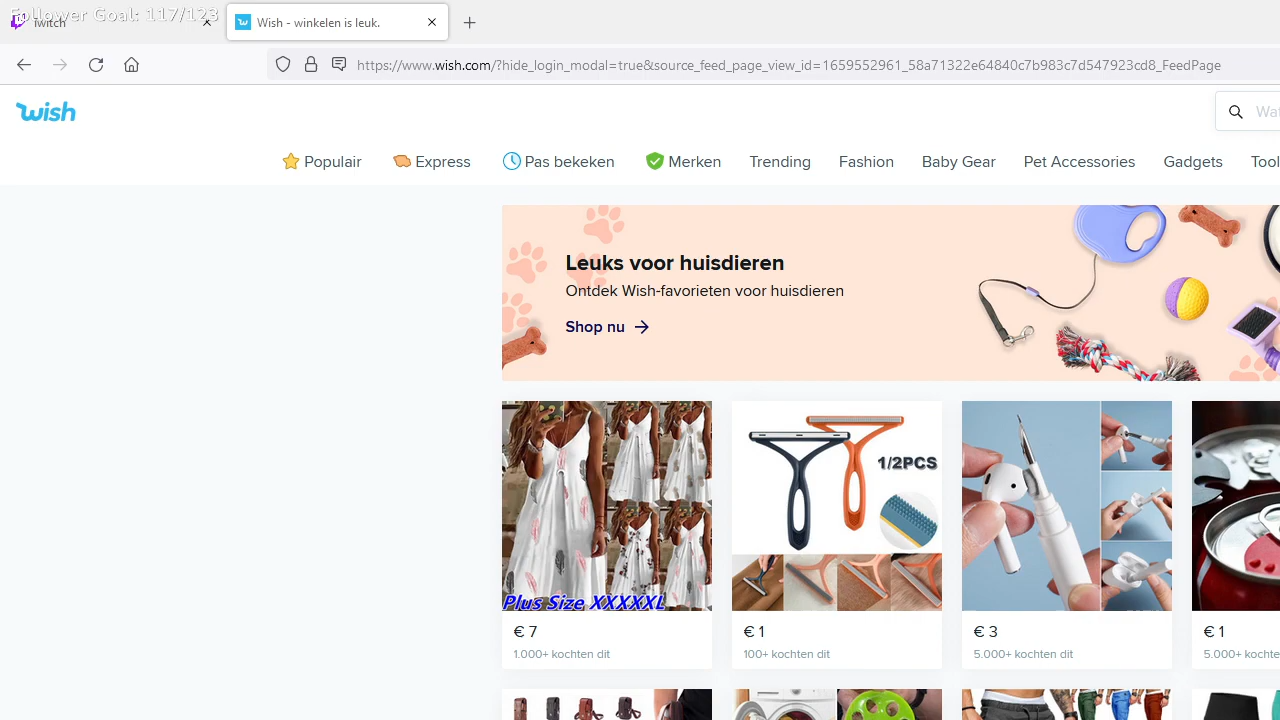 Follower Goal: 117/123
Wish - winkelen is leuk.
https://www.wish.com/?hide_login_modal=true&source_feed_page_view_id=1659552961_58a71322e64840c7b983c7d547923cd8_FeedPage
wish
Populair
Express
Pas bekeken
Merken
Trending
Fashion
Baby Gear
Pet Accessories
Gadgets
Leuks voor huisdieren
Ontdek Wish-favorieten voor huisdieren
Shop nu
1/2PCS
Plus Size XXXXXL
€ 7
€ 1
€ 3
€ 1
1.000+ kochten dit
100+ kochten dit
5.000+ kochten dit
5.000+ kochte